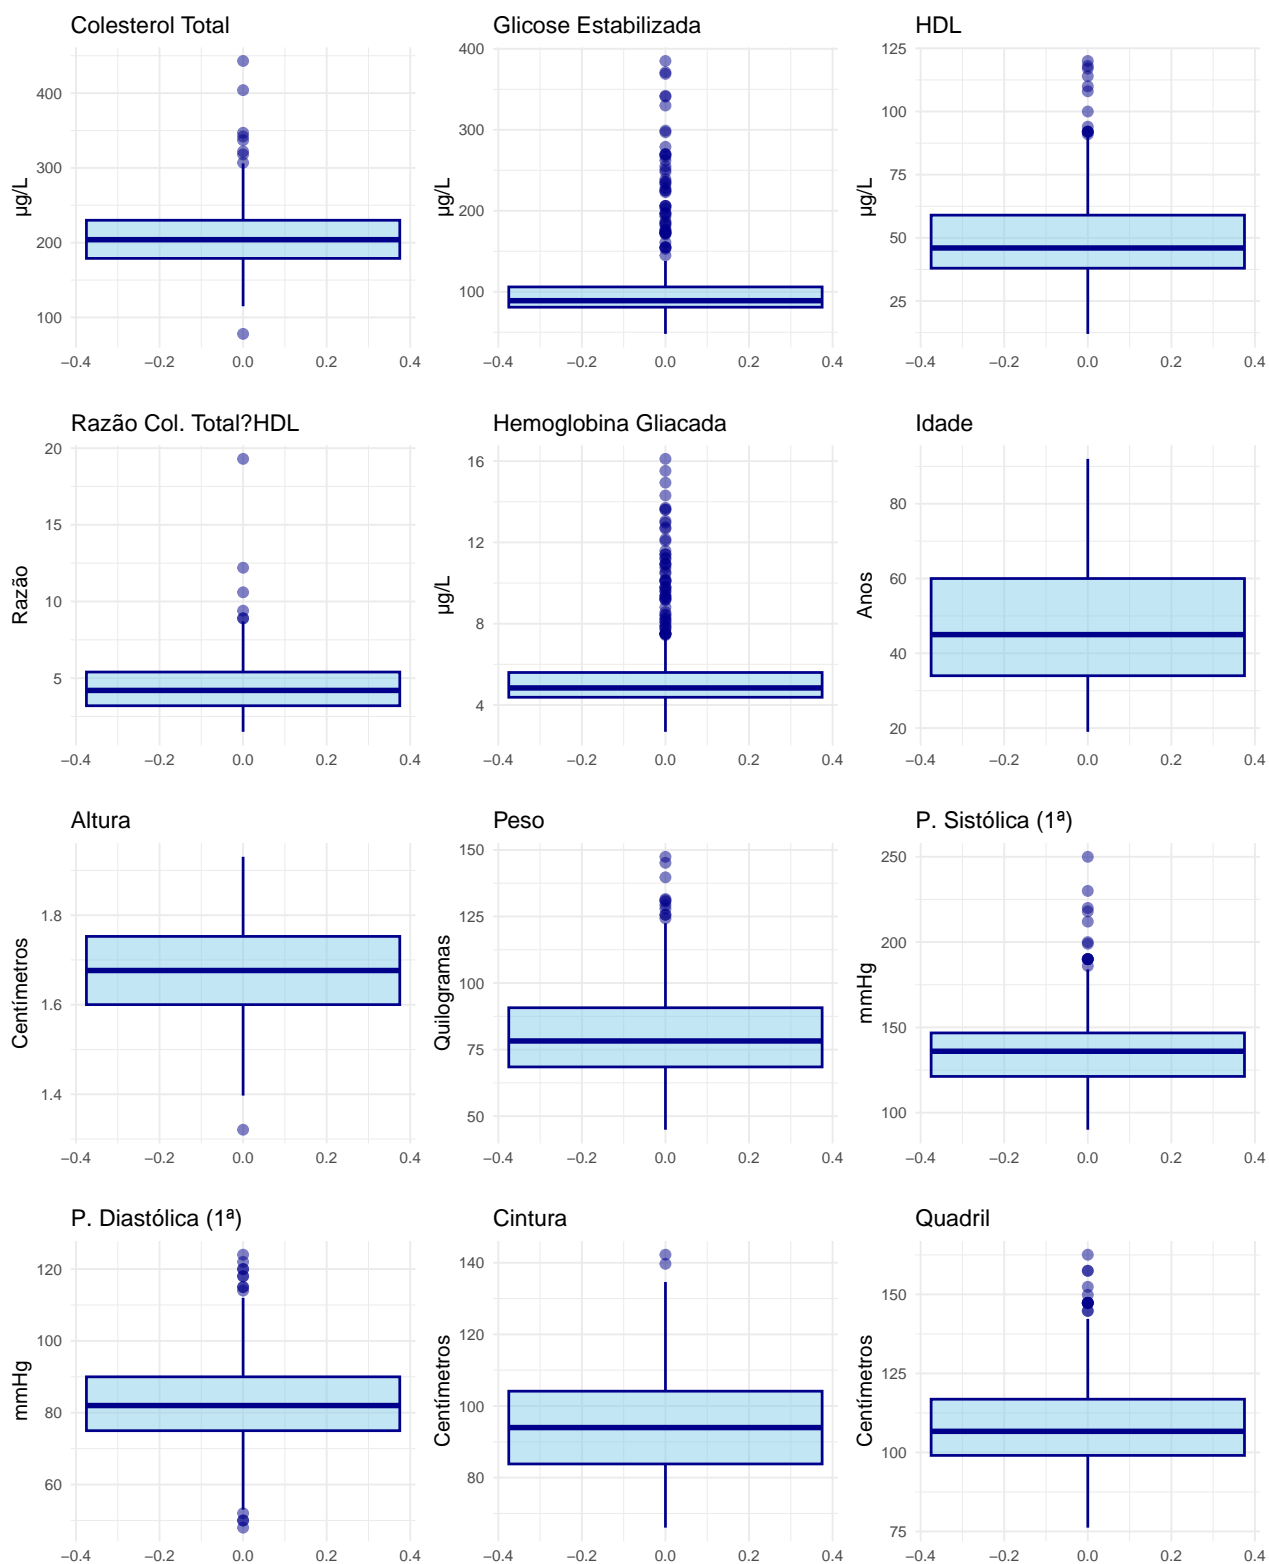 Colesterol Total
µg/L
400
300
200
100
−0.4 −0.2 0.0 0.2 0.4
Glicose Estabilizada
µg/L
400
300
200
100
−0.4 −0.2 0.0 0.2 0.4
HDL
µg/L
125
100
75
50
25
−0.4 −0.2 0.0 0.2 0.4
Razão Col. Total?HDL
Razão
20
15
10
5
−0.4 −0.2 0.0 0.2 0.4
Hemoglobina Gliacada
µg/L
16
12
8
4
−0.4 −0.2 0.0 0.2 0.4
Idade
Anos
80
60
40
20
−0.4 −0.2 0.0 0.2 0.4
Altura
Centímetros
1.8
1.6
1.4
−0.4 −0.2 0.0 0.2 0.4
Peso
Quilogramas
150
125
100
75
50
−0.4 −0.2 0.0 0.2 0.4
P. Sistólica (1ª)
mmHg
250
200
150
100
−0.4 −0.2 0.0 0.2 0.4
P. Diastólica (1ª)
mmHg
120
100
80
60
−0.4 −0.2 0.0 0.2 0.4
Cintura
Centímetros
140
120
100
80
−0.4 −0.2 0.0 0.2 0.4
Quadril
Centímetros
150
125
100
75
−0.4 −0.2 0.0 0.2 0.4